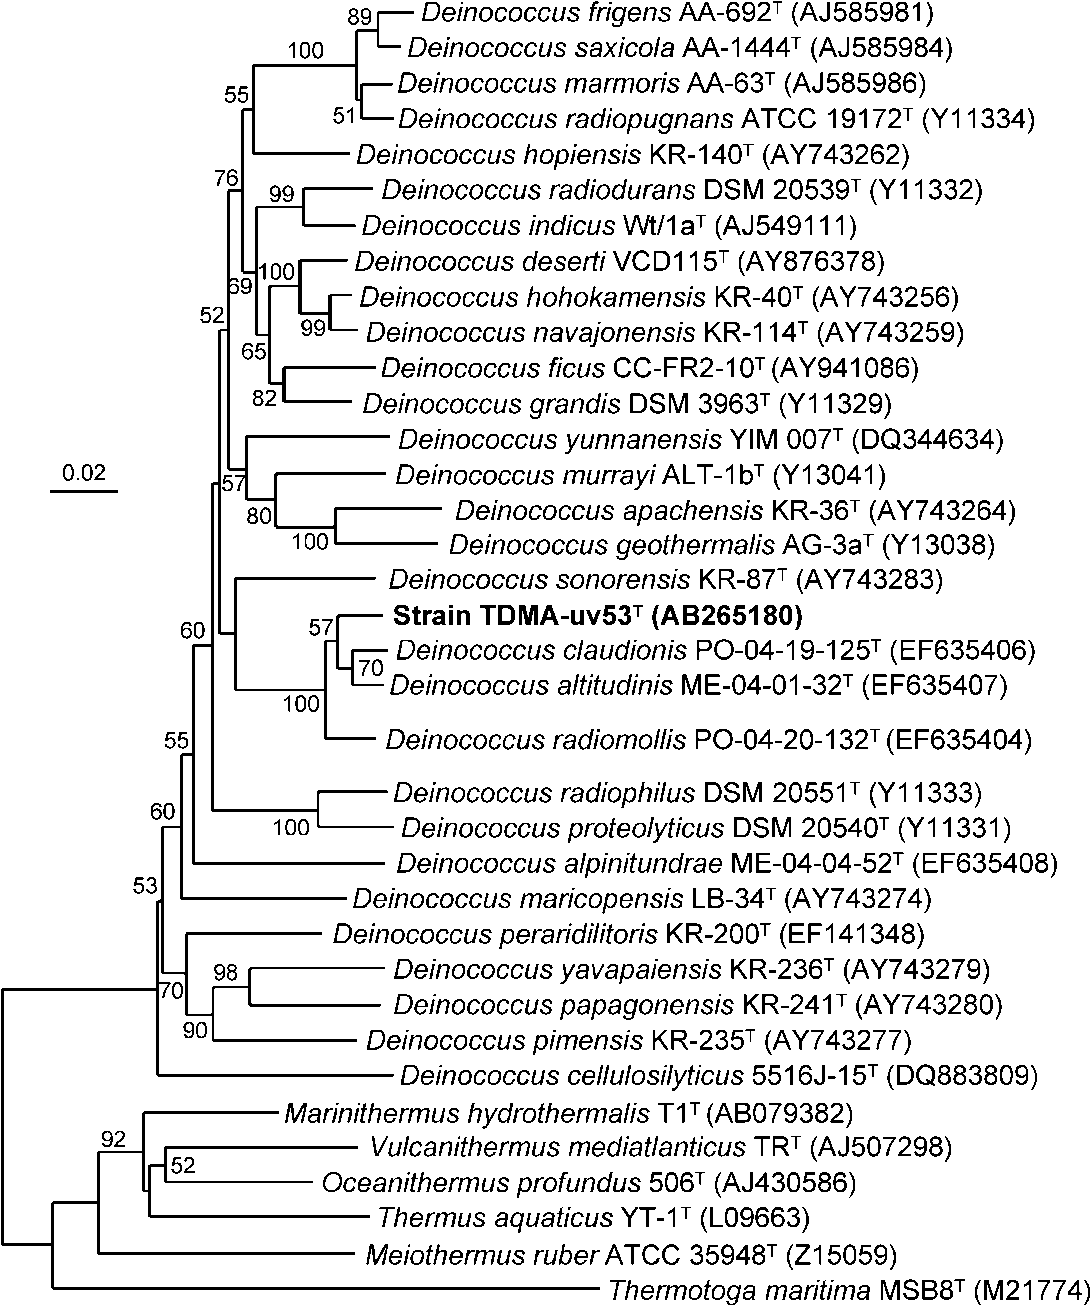 89 Deinococcus frigens AA-692ᵀ (AJ585981)
100 Deinococcus saxicola AA-1444ᵀ (AJ585984)
Deinococcus marmoris AA-63ᵀ (AJ585986)
55
51 Deinococcus radiopugnans ATCC 19172ᵀ (Y11334)
Deinococcus hopiensis KR-140ᵀ (AY743262)
76
99 Deinococcus radiodurans DSM 20539ᵀ (Y11332)
Deinococcus indicus Wt/1aᵀ (AJ549111)
Deinococcus deserti VCD115ᵀ (AY876378)
100
69
Deinococcus hohokamensis KR-40ᵀ (AY743256)
52
99 Deinococcus navajonensis KR-114ᵀ (AY743259)
65
Deinococcus ficus CC-FR2-10ᵀ (AY941086)
82 Deinococcus grandis DSM 3963ᵀ (Y11329)
Deinococcus yunnanensis YIM 007ᵀ (DQ344634)
0.02
Deinococcus murrayi ALT-1bᵀ (Y13041)
57
80 Deinococcus apachensis KR-36ᵀ (AY743264)
100 Deinococcus geothermalis AG-3aᵀ (Y13038)
Deinococcus sonorensis KR-87ᵀ (AY743283)
Strain TDMA-uv53ᵀ (AB265180)
60 57
Deinococcus claudionis PO-04-19-125ᵀ (EF635406)
70
Deinococcus altitudinis ME-04-01-32ᵀ (EF635407)
100
55 Deinococcus radiomollis PO-04-20-132ᵀ (EF635404)
Deinococcus radiophilus DSM 20551ᵀ (Y11333)
60
100 Deinococcus proteolyticus DSM 20540ᵀ (Y11331)
Deinococcus alpinitundrae ME-04-04-52ᵀ (EF635408)
53
Deinococcus maricopensis LB-34ᵀ (AY743274)
Deinococcus peraridilitoris KR-200ᵀ (EF141348)
98 Deinococcus yavapaiensis KR-236ᵀ (AY743279)
70
Deinococcus papagonensis KR-241ᵀ (AY743280)
90
Deinococcus pimensis KR-235ᵀ (AY743277)
Deinococcus cellulosilyticus 5516J-15ᵀ (DQ883809)
Marinithermus hydrothermalis T1ᵀ (AB079382)
92
Vulcanithermus mediatlanticus TRᵀ (AJ507298)
52
Oceanithermus profundus 506ᵀ (AJ430586)
Thermus aquaticus YT-1ᵀ (L09663)
Meiothermus ruber ATCC 35948ᵀ (Z15059)
Thermotoga maritima MSB8ᵀ (M21774)